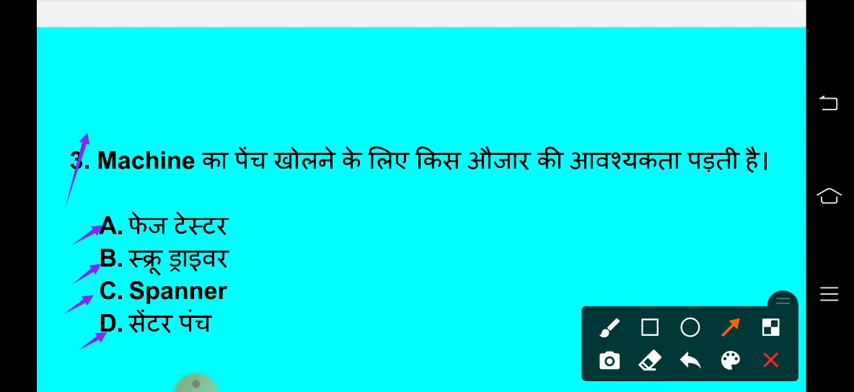 3. Machine का पेंच खोलने के लिए किस औजार की आवश्यकता पड़ती है।
A. फेज टेस्टर
B. स्क्रू ड्राइवर
C. Spanner
D. सेंटर पंच